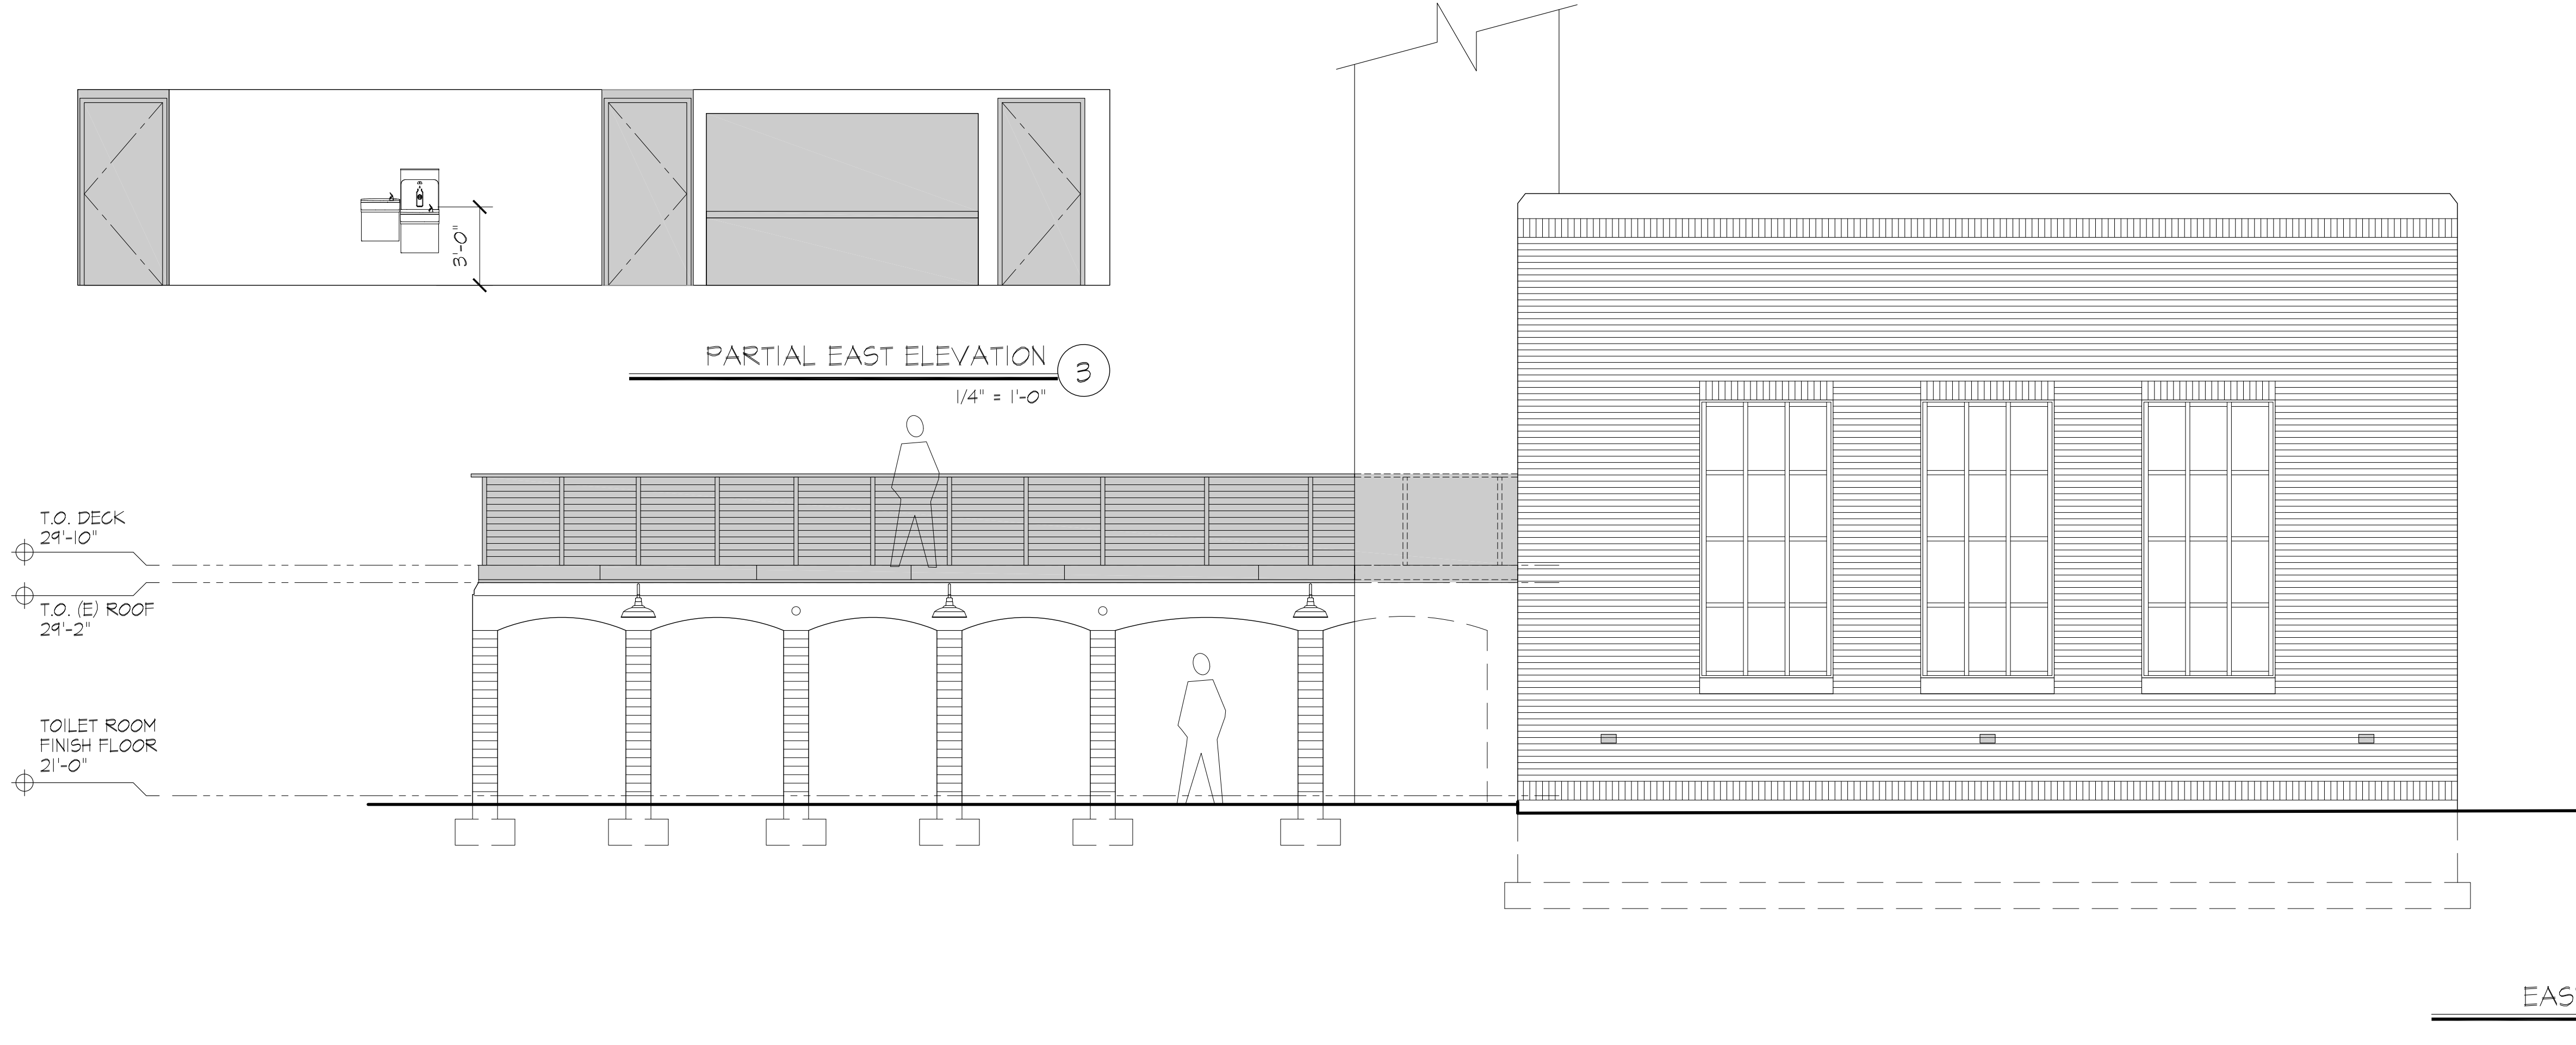 3'-0"
PARTIAL EAST ELEVATION
3
1/4" = 1'-0"
T.O. DECK
29'-10"
T.O. (E) ROOF
29'-2"
TOILET ROOM
FINISH FLOOR
21'-0"
EAS